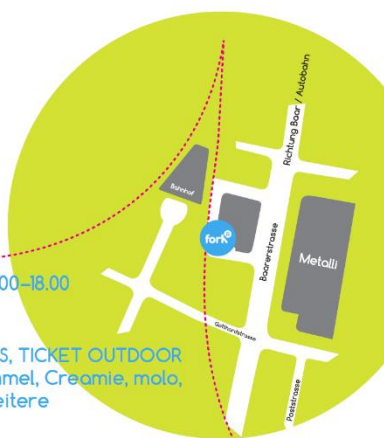 Richtung Baar / Autobahn
Bahnhof
fork
Baarerstrasse
Metalli
00–18.00
Gotthardstrasse
S, TICKET OUTDOOR
mel, Creamie, molo,
eitere
Poststrasse